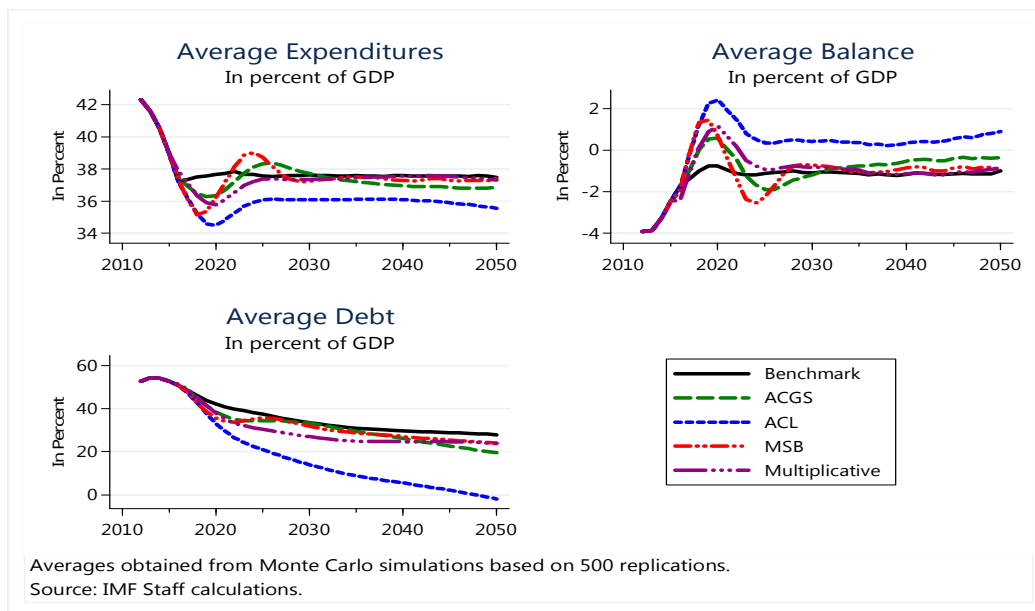 Average Expenditures
In percent of GDP
In Percent
42
40
38
36
34
2010 2020 2030 2040 2050
Average Balance
In percent of GDP
In Percent
2
0
-2
-4
2010 2020 2030 2040 2050
Average Debt
In percent of GDP
In Percent
60
40
20
0
2010 2020 2030 2040 2050
Benchmark
ACGS
ACL
MSB
Multiplicative
Averages obtained from Monte Carlo simulations based on 500 replications.
Source: IMF Staff calculations.